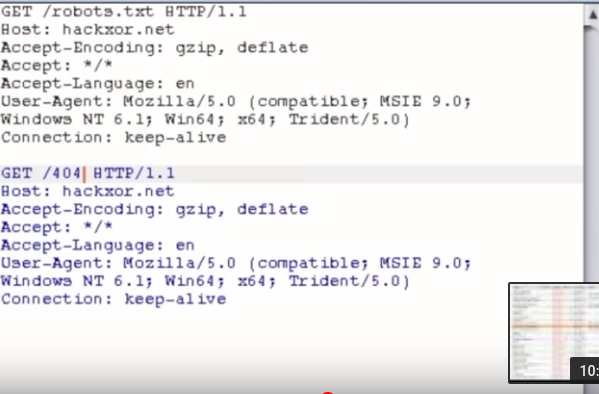 GET /robots.txt HTTP/1.1
Host: hackxor.net
Accept-Encoding: gzip, deflate
Accept: */*
Accept-Language: en
User-Agent: Mozilla/5.0 (compatible; MSIE 9.0;
Windows NT 6.1; Win64; x64; Trident/5.0)
Connection: keep-alive
GET /404 HTTP/1.1
Host: hackxor.net
Accept-Encoding: gzip, deflate
Accept: */*
Accept-Language: en
User-Agent: Mozilla/5.0 (compatible; MSIE 9.0;
Windows NT 6.1; Win64; x64; Trident/5.0)
Connection: keep-alive
10: